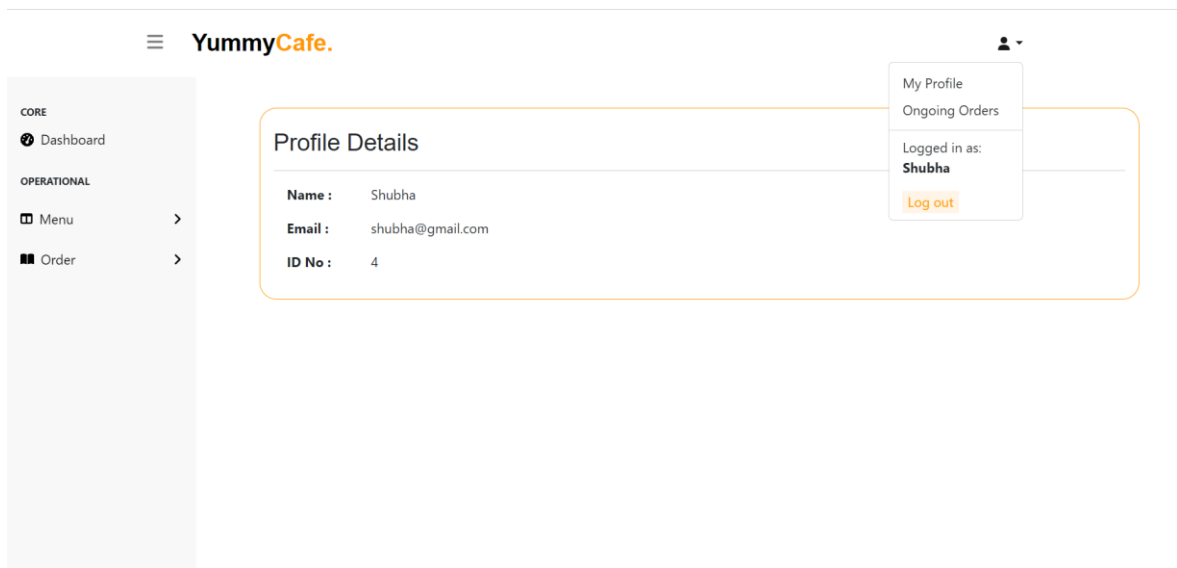 YummyCafe.
My Profile
Ongoing Orders
Logged in as:
Shubha
Log out
CORE
Dashboard
OPERATIONAL
Menu
Order
Profile Details
Name : Shubha
Email : shubha@gmail.com
ID No : 4